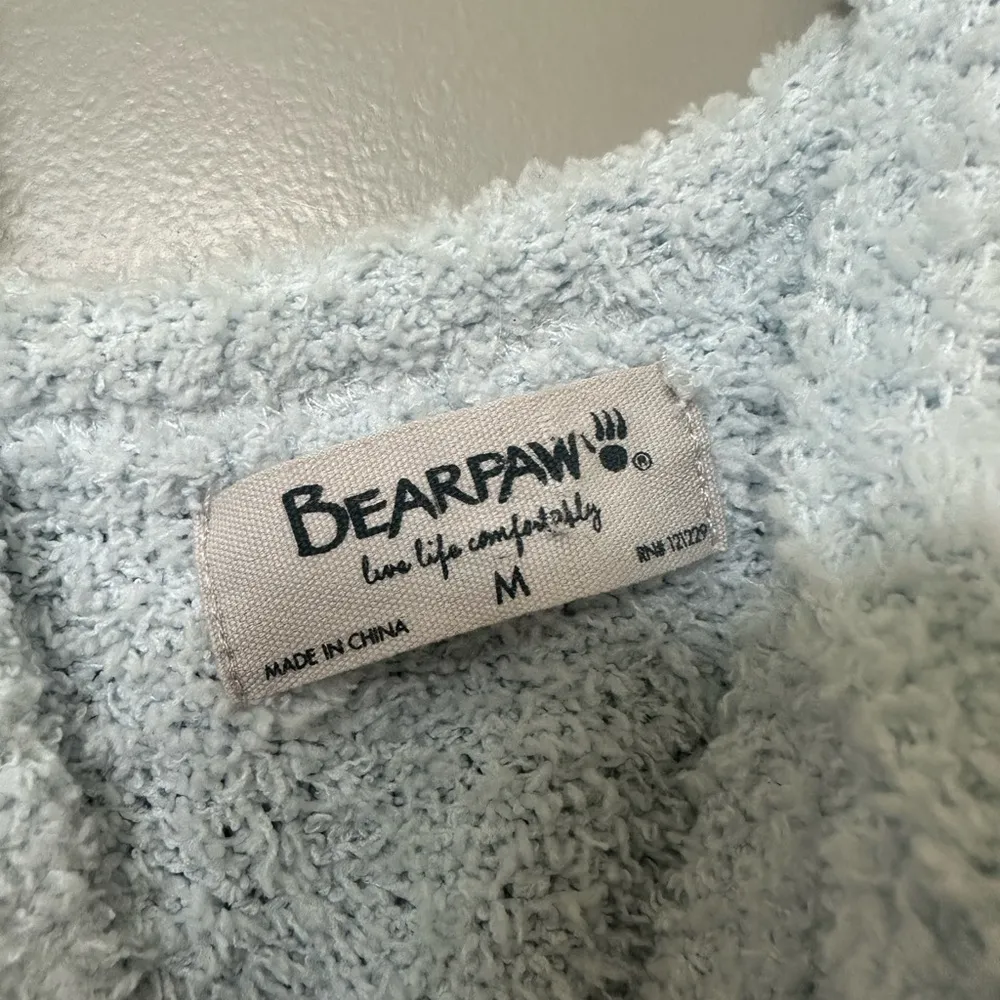 BEARPAW®
live life comfortably
M
RN# 121229
MADE IN CHINA